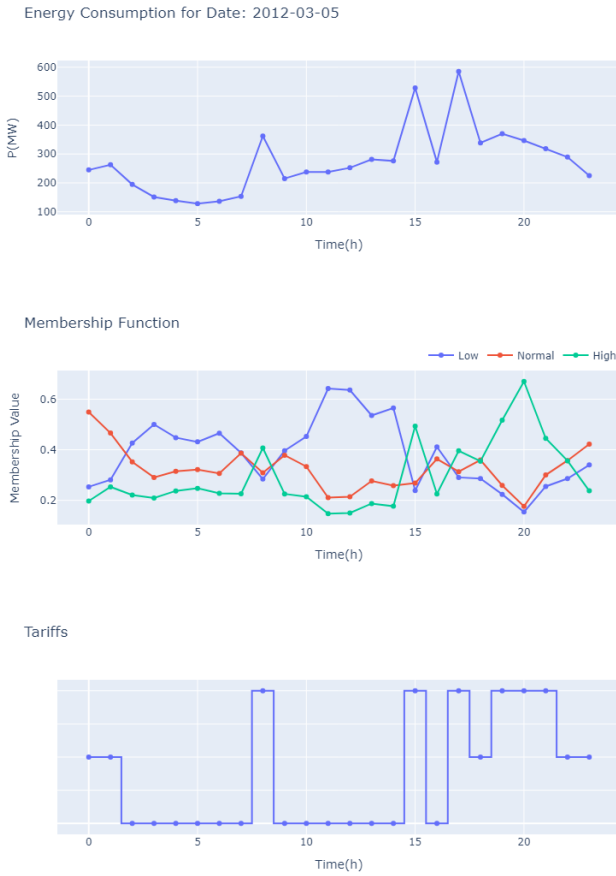 Energy Consumption for Date: 2012-03-05
600
500
400
300
200
100
P(MW)
0 5 10 15 20
Time(h)
Membership Function
Low Normal High
0.6
0.4
0.2
Membership Value
0 5 10 15 20
Time(h)
Tariffs
0 5 10 15 20
Time(h)